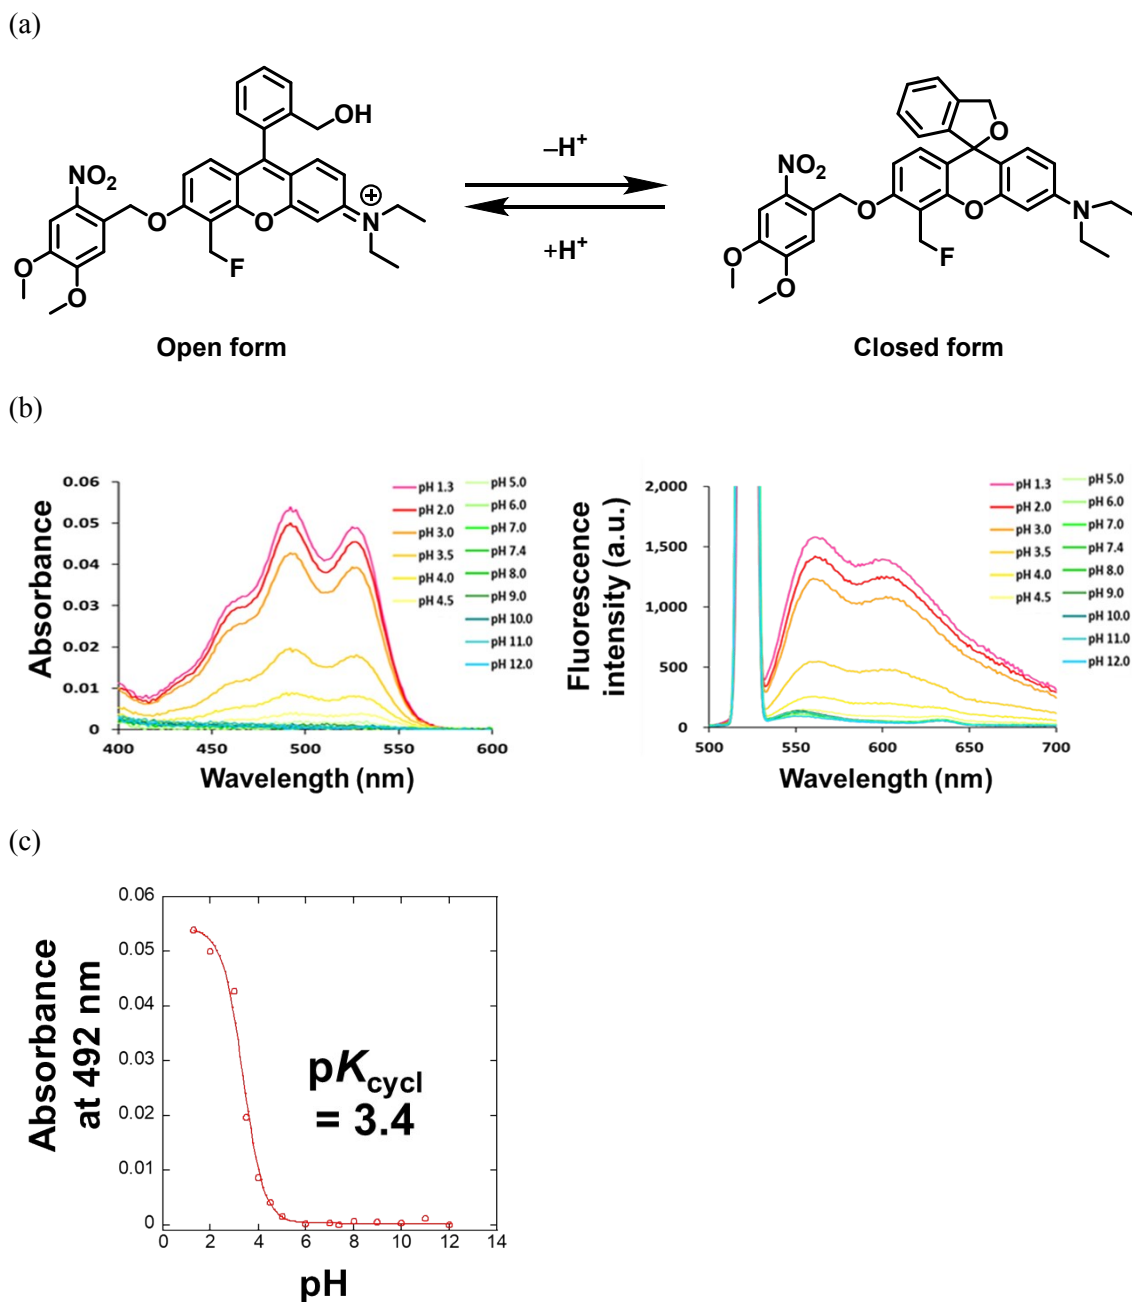 (a)
OH
NO2
O
O
N
⊕
F
O
O
Open form
–H+
+H+
O
NO2
O
O
N
F
O
O
Closed form
(b)
Absorbance
0.06
0.05
0.04
0.03
0.02
0.01
0
400 450 500 550 600
Wavelength (nm)
pH 1.3
pH 2.0
pH 3.0
pH 3.5
pH 4.0
pH 4.5
pH 5.0
pH 6.0
pH 7.0
pH 7.4
pH 8.0
pH 9.0
pH 10.0
pH 11.0
pH 12.0
Fluorescence
intensity (a.u.)
2,000
1,500
1,000
500
0
500 550 600 650 700
Wavelength (nm)
pH 1.3
pH 2.0
pH 3.0
pH 3.5
pH 4.0
pH 4.5
pH 5.0
pH 6.0
pH 7.0
pH 7.4
pH 8.0
pH 9.0
pH 10.0
pH 11.0
pH 12.0
(c)
Absorbance
at 492 nm
0.06
0.05
0.04
0.03
0.02
0.01
0
0 2 4 6 8 10 12 14
pH
pKcycl
= 3.4